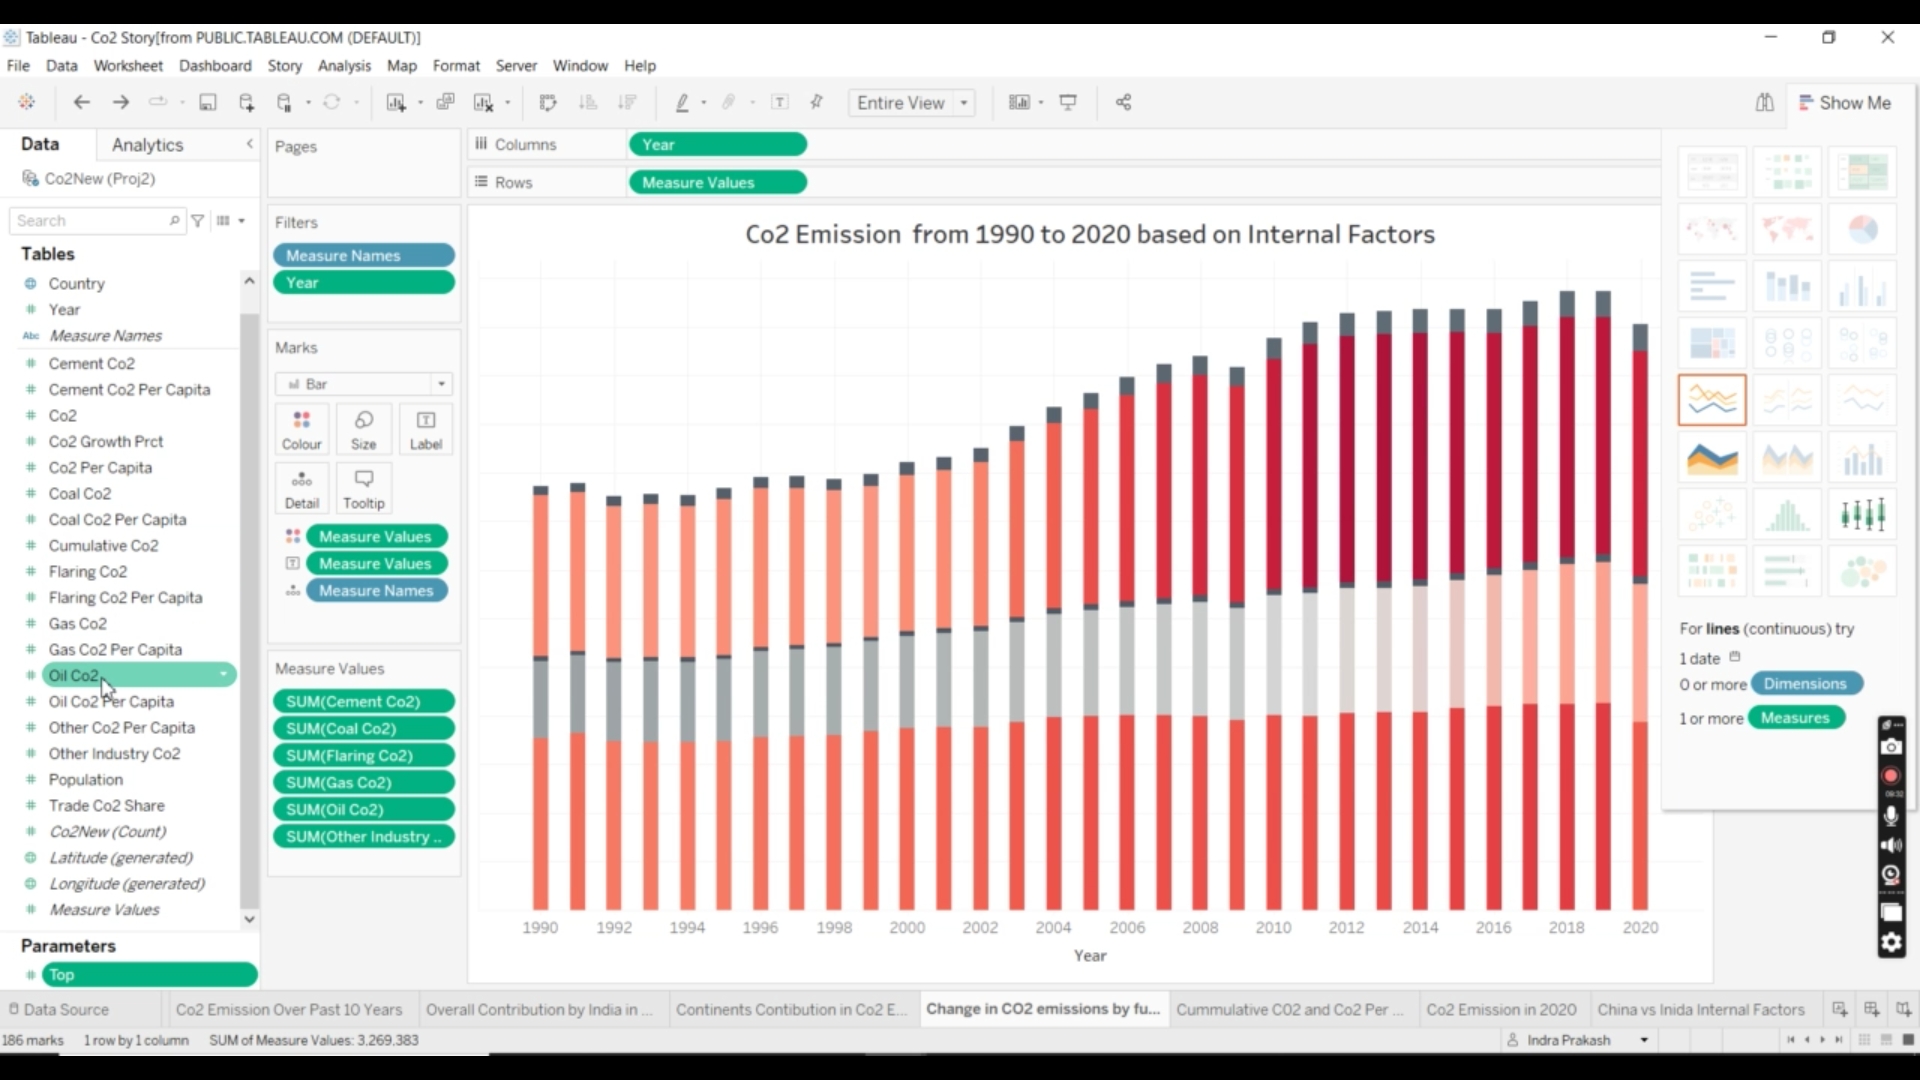 Tableau - Co2 Story[from PUBLIC.TABLEAU.COM (DEFAULT)]
File Data Worksheet Dashboard Story Analysis Map Format Server Window Help
Entire View
Show Me
Data
Analytics
Co2New (Proj2)
Search
Tables
Country
Year
Abc Measure Names
Cement Co2
Cement Co2 Per Capita
Co2
Co2 Growth Prct
Co2 Per Capita
Coal Co2
Coal Co2 Per Capita
Cumulative Co2
Flaring Co2
Flaring Co2 Per Capita
Gas Co2
Gas Co2 Per Capita
Oil Co2
Oil Co2 Per Capita
Other Co2 Per Capita
Other Industry Co2
Population
Trade Co2 Share
Co2New (Count)
Latitude (generated)
Longitude (generated)
Measure Values
Parameters
Top
Pages
Filters
Measure Names
Year
Marks
Bar
Colour
Size
Label
Detail
Tooltip
Measure Values
Measure Values
Measure Names
Measure Values
SUM(Cement Co2)
SUM(Coal Co2)
SUM(Flaring Co2)
SUM(Gas Co2)
SUM(Oil Co2)
SUM(Other Industry ..
Columns
Year
Rows
Measure Values
Co2 Emission from 1990 to 2020 based on Internal Factors
1990 1992 1994 1996 1998 2000 2002 2004 2006 2008 2010 2012 2014 2016 2018 2020
Year
For lines (continuous) try
1 date
0 or more Dimensions
1 or more Measures
09:32
Data Source
Co2 Emission Over Past 10 Years
Overall Contribution by India in ...
Continents Contibution in Co2 E...
Change in CO2 emissions by fu...
Cummulative CO2 and Co2 Per ...
Co2 Emission in 2020
China vs Inida Internal Factors
186 marks
1 row by 1 column
SUM of Measure Values: 3,269,383
Indra Prakash